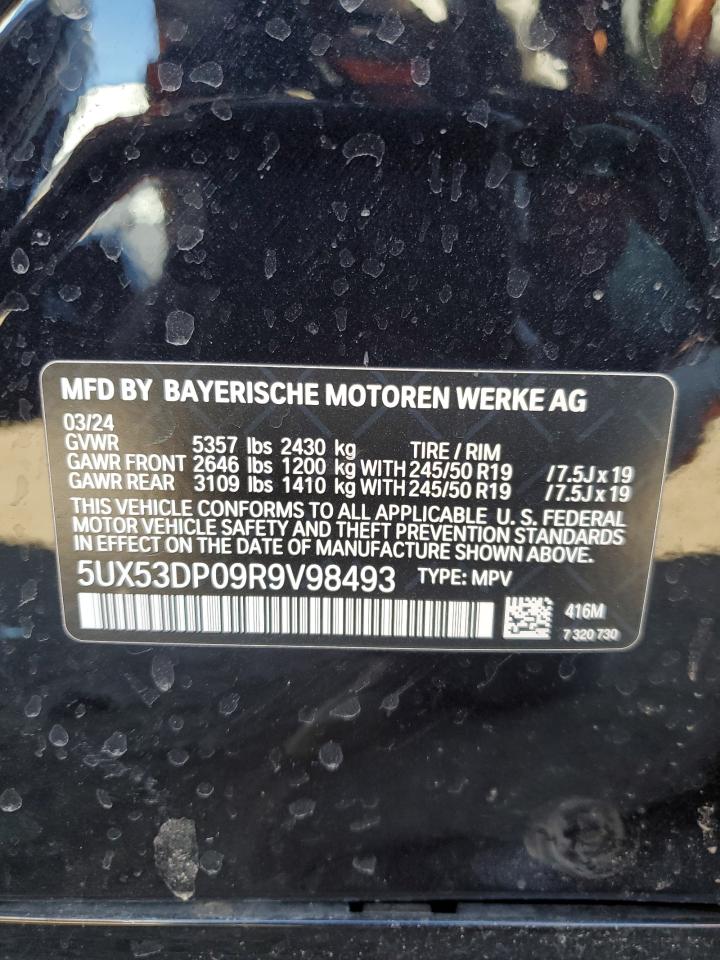 MFD BY BAYERISCHE MOTOREN WERKE AG
03/24
GVWR 5357 lbs 2430 kg TIRE / RIM
GAWR FRONT 2646 lbs 1200 kg WITH 245/50 R19 / 7.5J x 19
GAWR REAR 3109 lbs 1410 kg WITH 245/50 R19 / 7.5J x 19
THIS VEHICLE CONFORMS TO ALL APPLICABLE U. S. FEDERAL
MOTOR VEHICLE SAFETY AND THEFT PREVENTION STANDARDS
IN EFFECT ON THE DATE OF MANUFACTURE SHOWN ABOVE.
5UX53DP09R9V98493 TYPE: MPV
416M
7 320 730